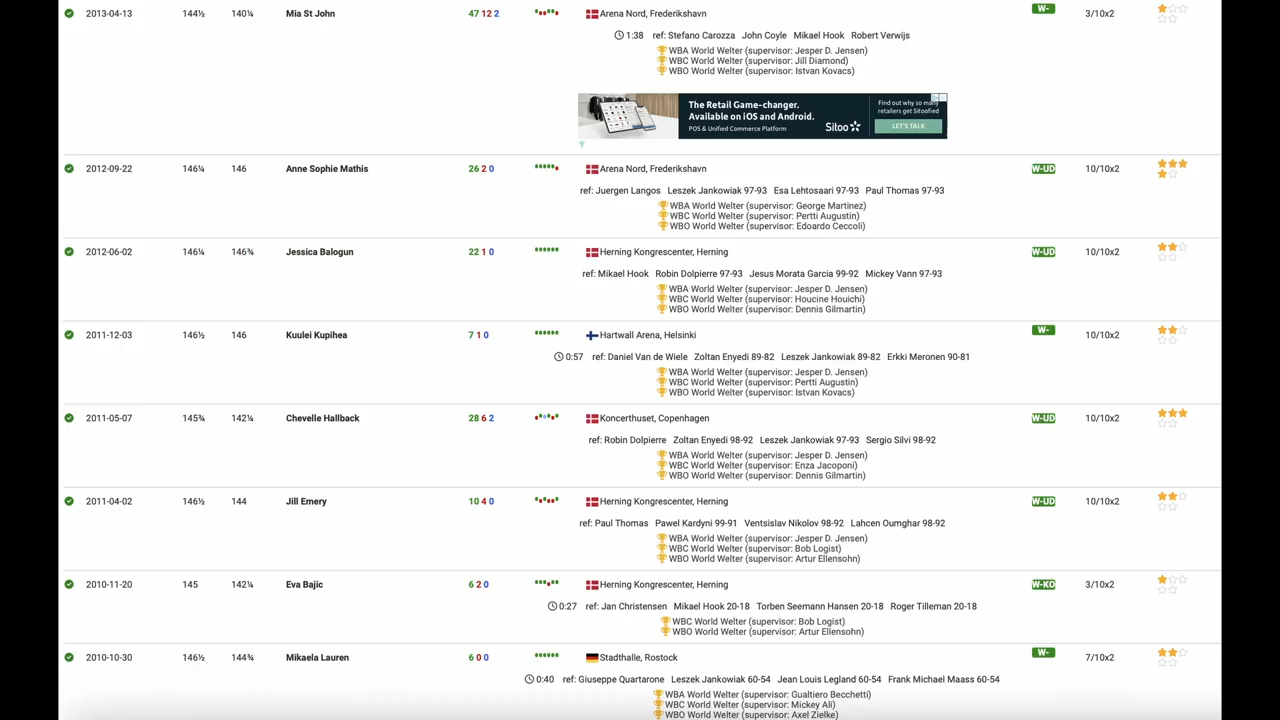 2013-04-13 144½ 140¼ Mia St John 47 12 2 Arena Nord, Frederikshavn W- 3/10x2
1:38 ref: Stefano Carozza John Coyle Mikael Hook Robert Verwijs
WBA World Welter (supervisor: Jesper D. Jensen)
WBC World Welter (supervisor: Jill Diamond)
WBO World Welter (supervisor: Istvan Kovacs)
The Retail Game-changer.
Available on iOS and Android.
POS & Unified Commerce Platform
Sitoo
Find out why so many
retailers get Sitoofied
LET'S TALK
2012-09-22 146¼ 146 Anne Sophie Mathis 26 2 0 Arena Nord, Frederikshavn W-UD 10/10x2
ref: Juergen Langos Leszek Jankowiak 97-93 Esa Lehtosaari 97-93 Paul Thomas 97-93
WBA World Welter (supervisor: George Martinez)
WBC World Welter (supervisor: Pertti Augustin)
WBO World Welter (supervisor: Edoardo Ceccoli)
2012-06-02 146¼ 146¾ Jessica Balogun 22 1 0 Herning Kongrescenter, Herning W-UD 10/10x2
ref: Mikael Hook Robin Dolpierre 97-93 Jesus Morata Garcia 99-92 Mickey Vann 97-93
WBA World Welter (supervisor: Jesper D. Jensen)
WBC World Welter (supervisor: Houcine Houichi)
WBO World Welter (supervisor: Dennis Gilmartin)
2011-12-03 146½ 146 Kuulei Kupihea 7 1 0 Hartwall Arena, Helsinki W- 10/10x2
0:57 ref: Daniel Van de Wiele Zoltan Enyedi 89-82 Leszek Jankowiak 89-82 Erkki Meronen 90-81
WBA World Welter (supervisor: Jesper D. Jensen)
WBC World Welter (supervisor: Pertti Augustin)
WBO World Welter (supervisor: Istvan Kovacs)
2011-05-07 145¾ 142¼ Chevelle Hallback 28 6 2 Koncerthuset, Copenhagen W-UD 10/10x2
ref: Robin Dolpierre Zoltan Enyedi 98-92 Leszek Jankowiak 97-93 Sergio Silvi 98-92
WBA World Welter (supervisor: Jesper D. Jensen)
WBC World Welter (supervisor: Enza Jacoponi)
WBO World Welter (supervisor: Dennis Gilmartin)
2011-04-02 146½ 144 Jill Emery 10 4 0 Herning Kongrescenter, Herning W-UD 10/10x2
ref: Paul Thomas Pawel Kardyni 99-91 Ventsislav Nikolov 98-92 Lahcen Oumghar 98-92
WBA World Welter (supervisor: Jesper D. Jensen)
WBC World Welter (supervisor: Bob Logist)
WBO World Welter (supervisor: Artur Ellensohn)
2010-11-20 145 142¼ Eva Bajic 6 2 0 Herning Kongrescenter, Herning W-KO 3/10x2
0:27 ref: Jan Christensen Mikael Hook 20-18 Torben Seemann Hansen 20-18 Roger Tilleman 20-18
WBC World Welter (supervisor: Bob Logist)
WBO World Welter (supervisor: Artur Ellensohn)
2010-10-30 146½ 144¾ Mikaela Lauren 6 0 0 Stadthalle, Rostock W- 7/10x2
0:40 ref: Giuseppe Quartarone Leszek Jankowiak 60-54 Jean Louis Legland 60-54 Frank Michael Maass 60-54
WBA World Welter (supervisor: Gualtiero Becchetti)
WBC World Welter (supervisor: Mickey Ali)
WBO World Welter (supervisor: Axel Zielke)